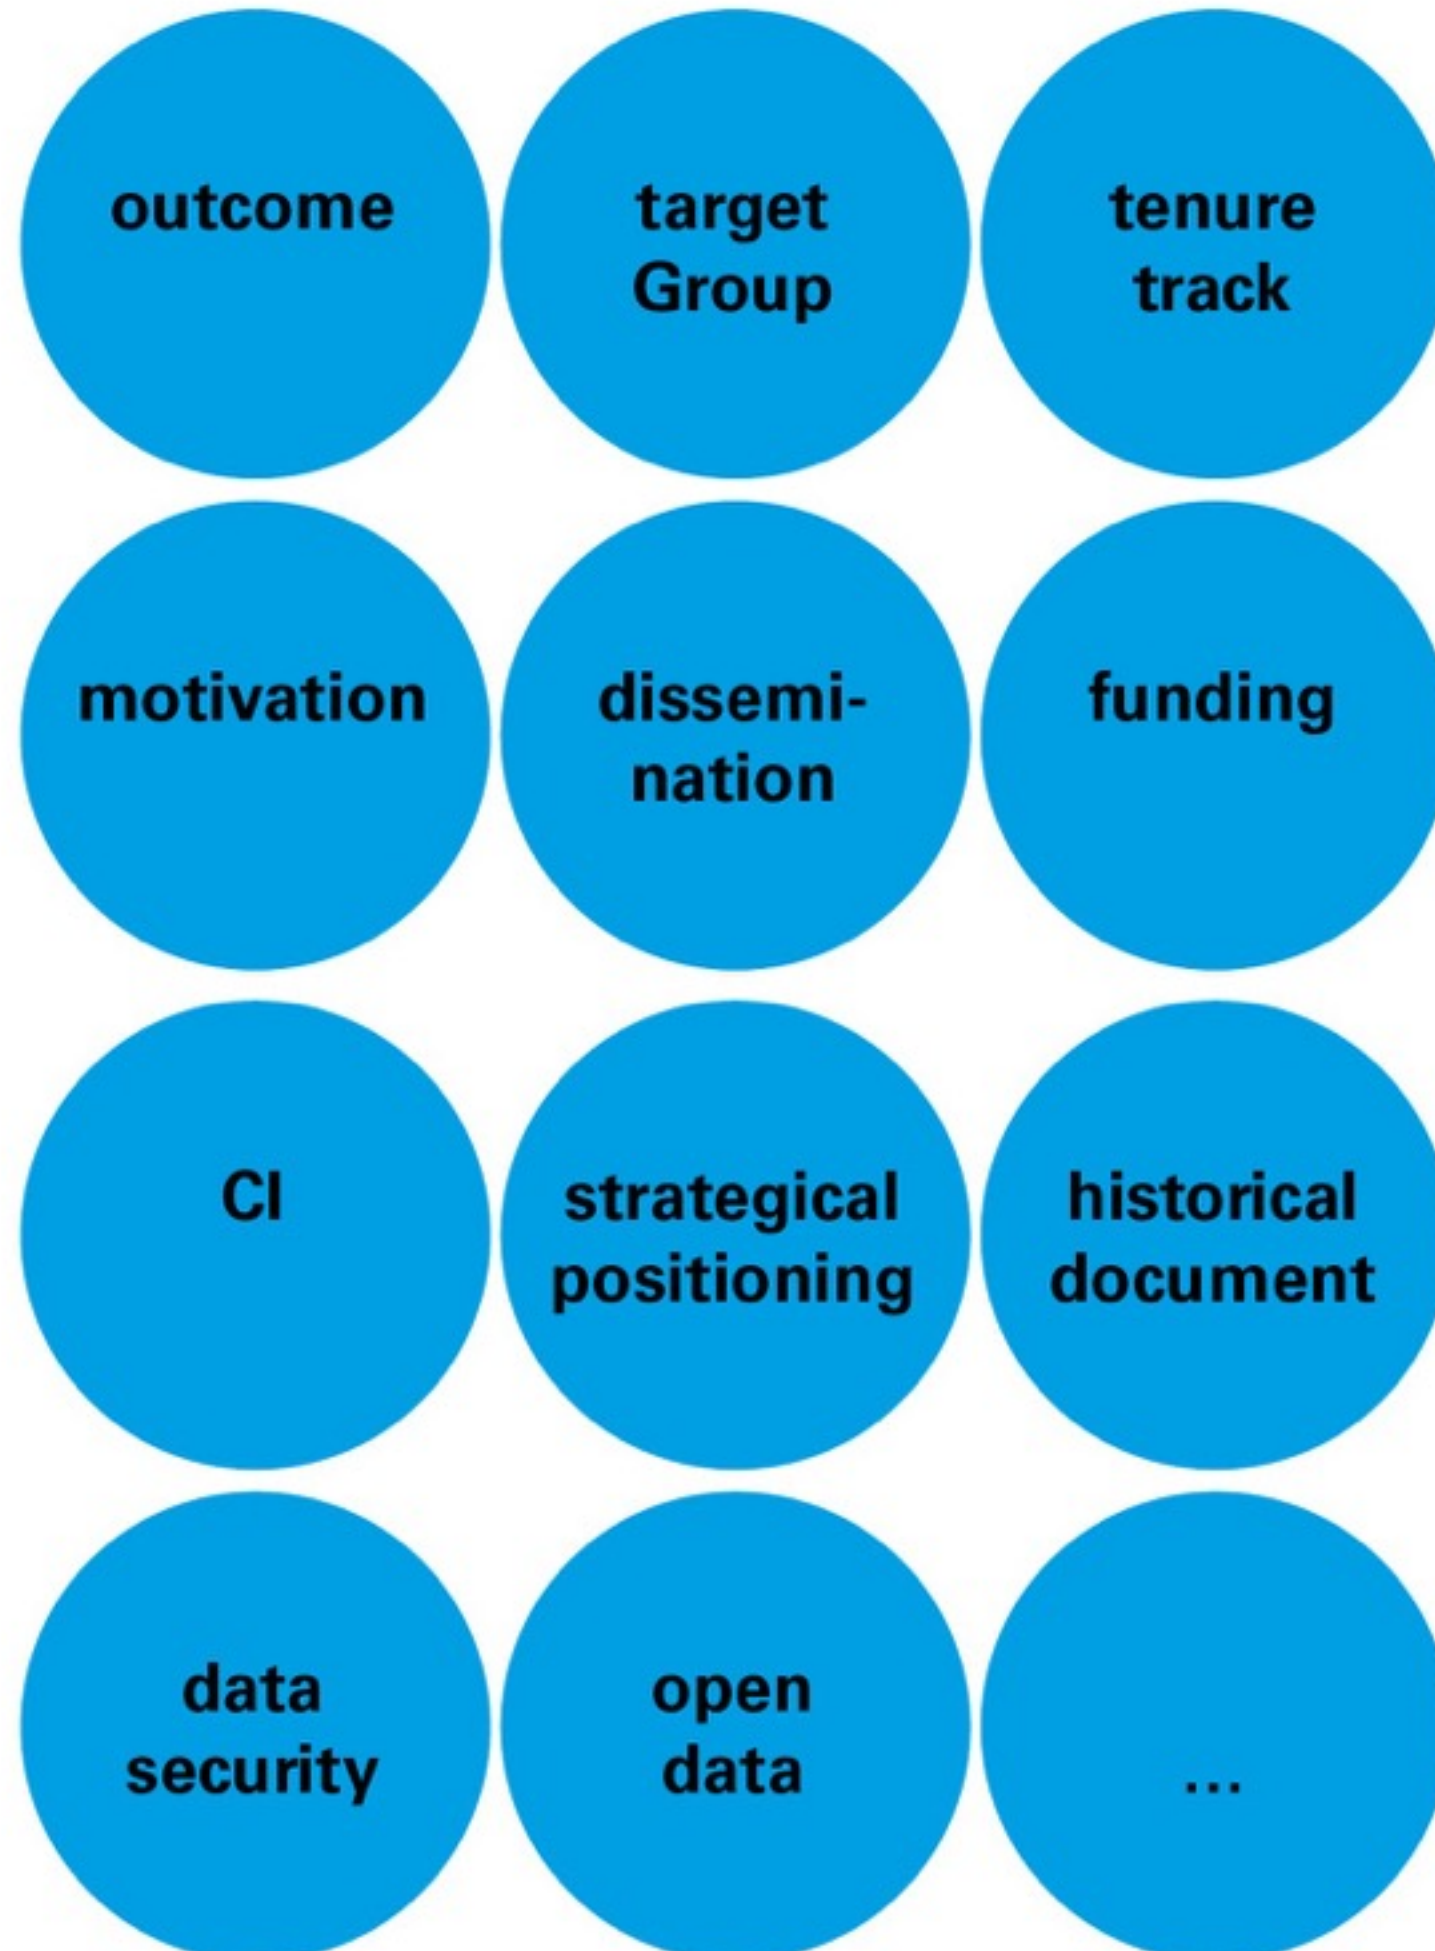 outcome
target
Group
tenure
track
motivation
dissemi-
nation
funding
CI
strategical
positioning
historical
document
data
security
open
data
...